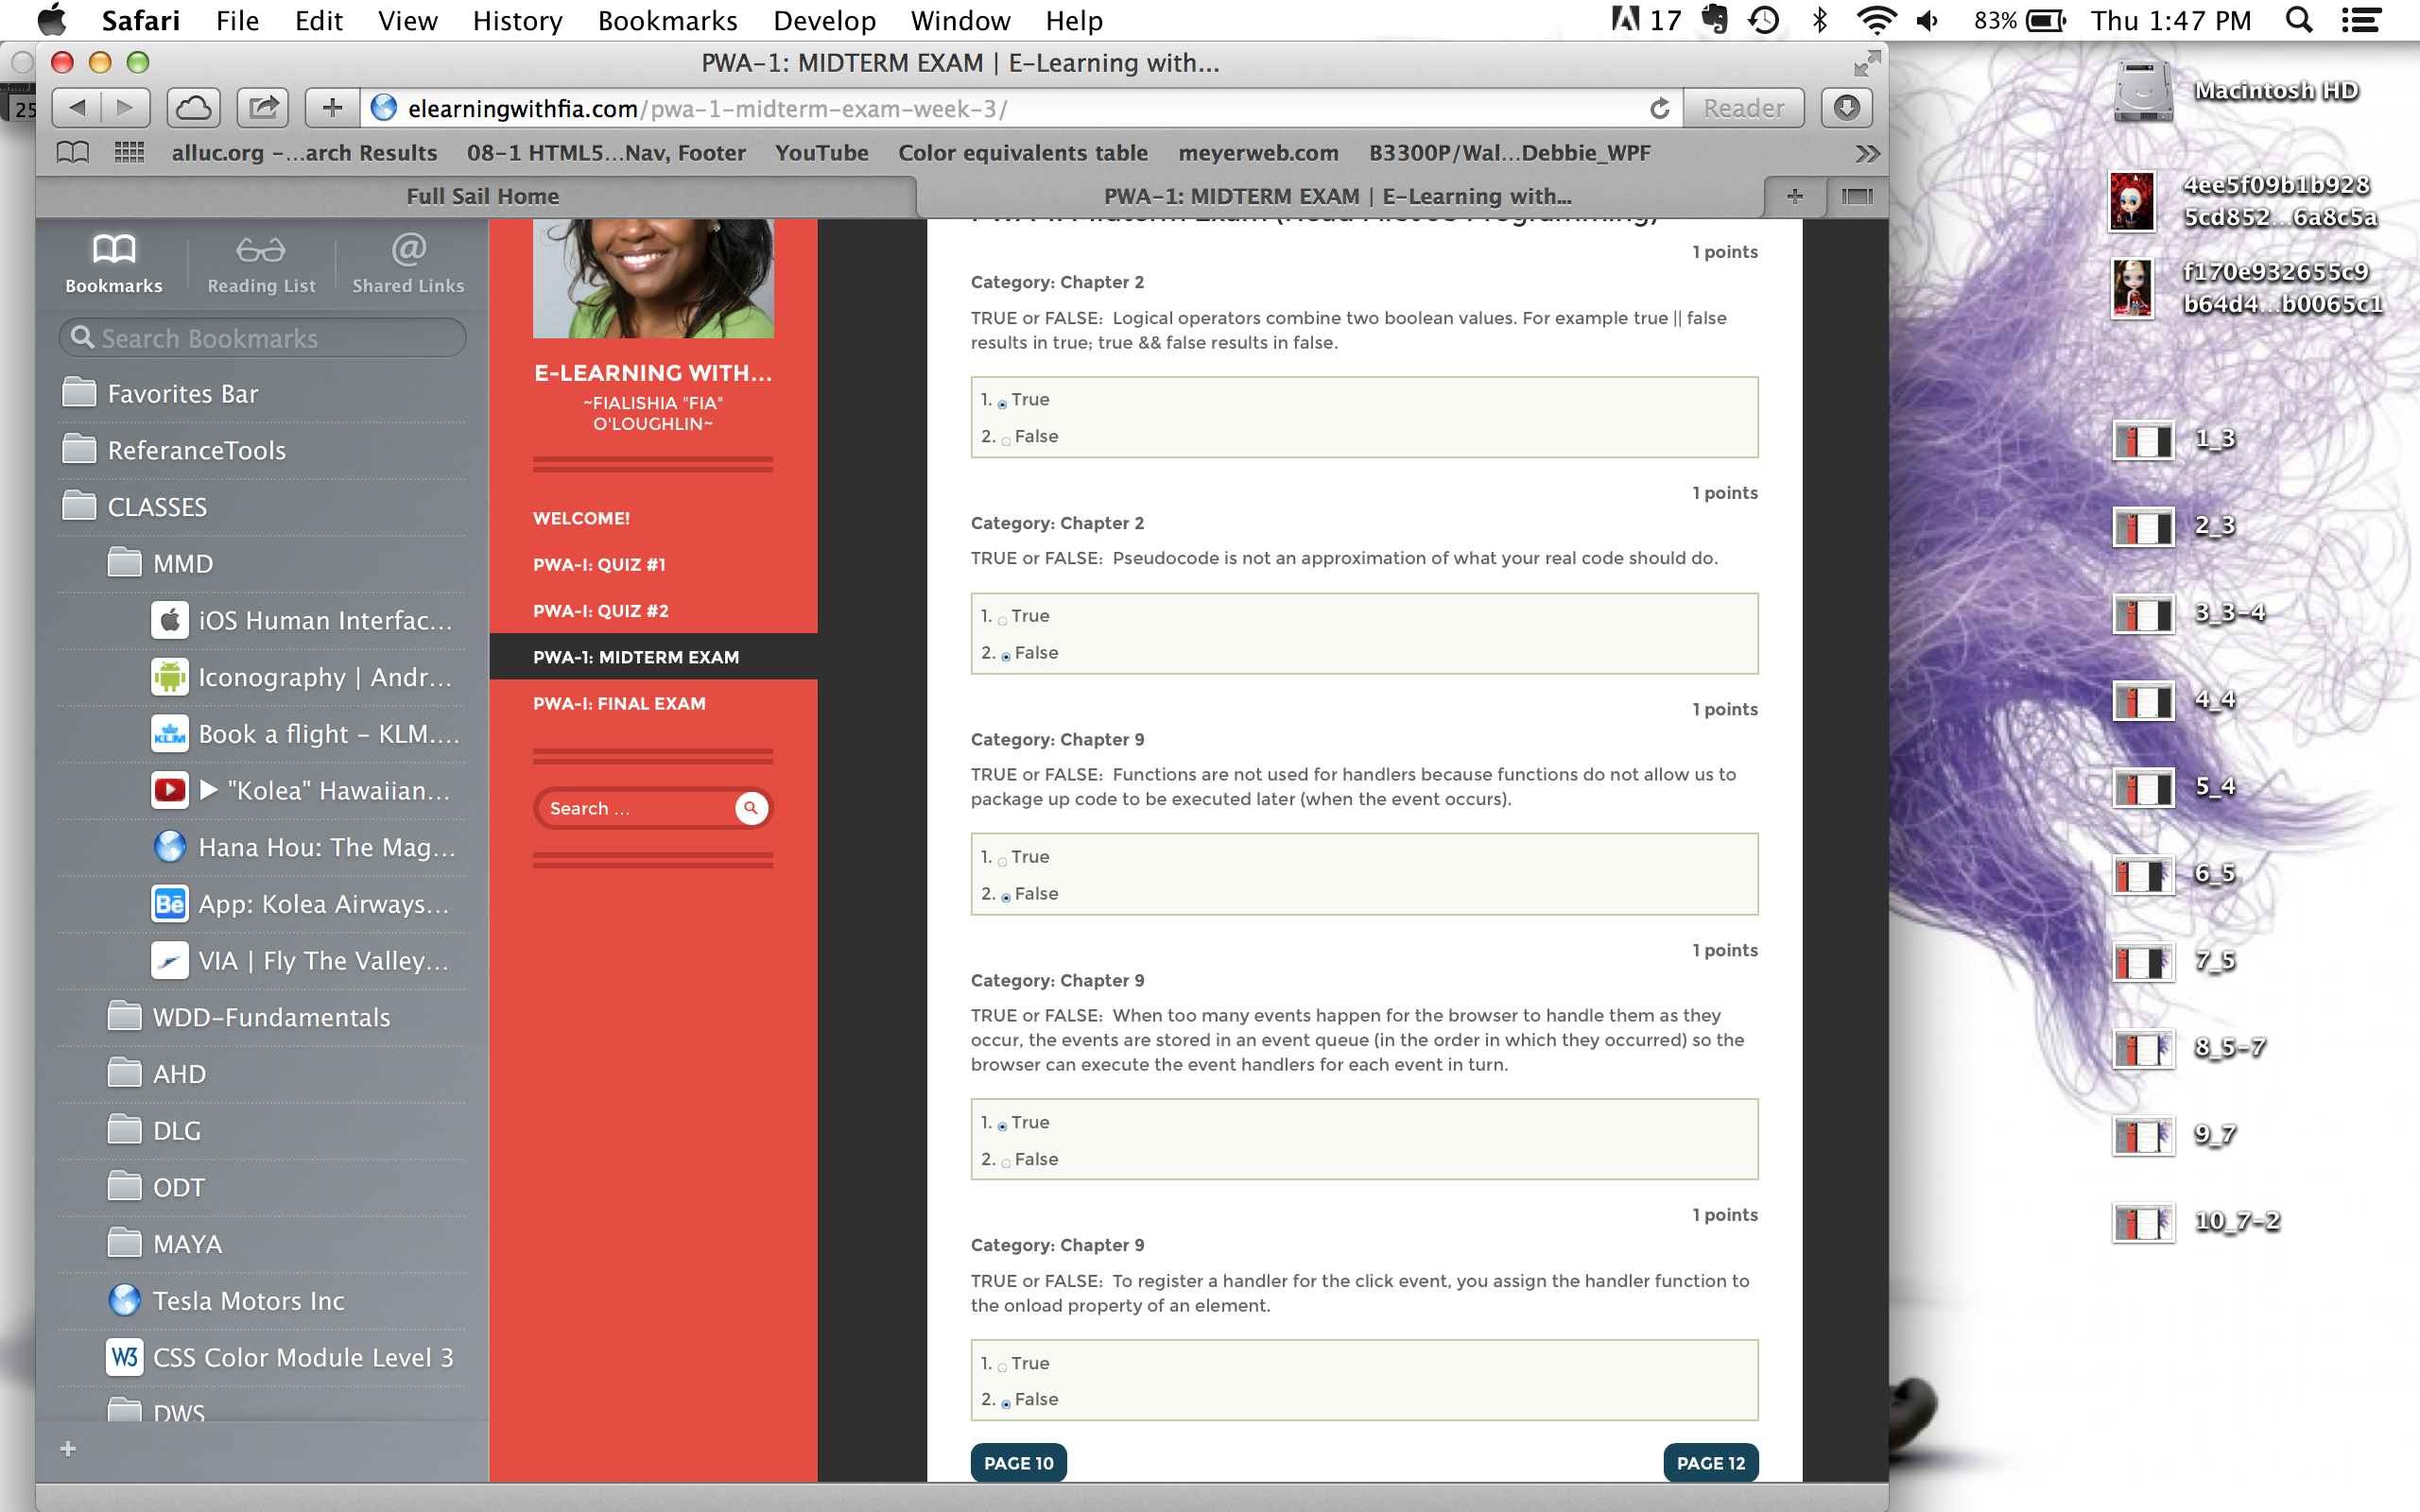 Safari File Edit View History Bookmarks Develop Window Help
17 83% Thu 1:47 PM
PWA-1: MIDTERM EXAM | E-Learning with...
elearningwithfia.com/pwa-1-midterm-exam-week-3/
Reader
25
alluc.org –...arch Results 08-1 HTML5...Nav, Footer YouTube Color equivalents table meyerweb.com B3300P/Wal...Debbie_WPF
Full Sail Home
PWA-1: MIDTERM EXAM | E-Learning with...
Bookmarks Reading List Shared Links
Search Bookmarks
Favorites Bar
ReferanceTools
CLASSES
MMD
iOS Human Interfac...
Iconography | Andr...
Book a flight – KLM....
▶ "Kolea" Hawaiian...
Hana Hou: The Mag...
Bē
App: Kolea Airways...
VIA | Fly The Valley...
WDD-Fundamentals
AHD
DLG
ODT
MAYA
Tesla Motors Inc
W3
CSS Color Module Level 3
DWS
E-LEARNING WITH...
~FIALISHIA "FIA"
O'LOUGHLIN~
WELCOME!
PWA-I: QUIZ #1
PWA-I: QUIZ #2
PWA-1: MIDTERM EXAM
PWA-I: FINAL EXAM
Search ...
1 points
Category: Chapter 2
TRUE or FALSE: Logical operators combine two boolean values. For example true || false
results in true; true && false results in false.
1. True
2. False
1 points
Category: Chapter 2
TRUE or FALSE: Pseudocode is not an approximation of what your real code should do.
1. True
2. False
1 points
Category: Chapter 9
TRUE or FALSE: Functions are not used for handlers because functions do not allow us to
package up code to be executed later (when the event occurs).
1. True
2. False
1 points
Category: Chapter 9
TRUE or FALSE: When too many events happen for the browser to handle them as they
occur, the events are stored in an event queue (in the order in which they occurred) so the
browser can execute the event handlers for each event in turn.
1. True
2. False
1 points
Category: Chapter 9
TRUE or FALSE: To register a handler for the click event, you assign the handler function to
the onload property of an element.
1. True
2. False
PAGE 10
PAGE 12
Macintosh HD
4ee5f09b1b928
5cd852...6a8c5a
f170e932655c9
b64d4...b0065c1
1_3
2_3
3_3-4
4_4
5_4
6_5
7_5
8_5-7
9_7
10_7-2